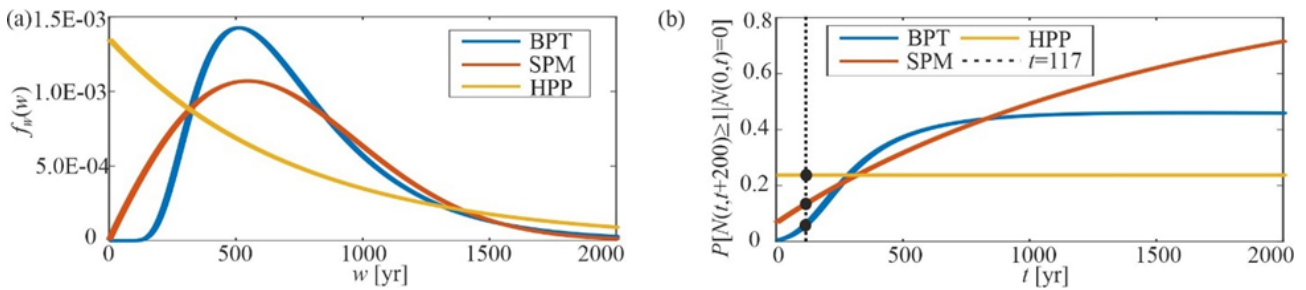 (a)
1.5E-03
1.0E-03
5.0E-04
0
f_w(w)
BPT
SPM
HPP
0
500
1000
1500
2000
w [yr]
(b)
0.8
0.6
0.4
0.2
0
P[N(t,t+200)≥1|N(0,t)=0]
BPT HPP
SPM t=117
0
500
1000
1500
2000
t [yr]